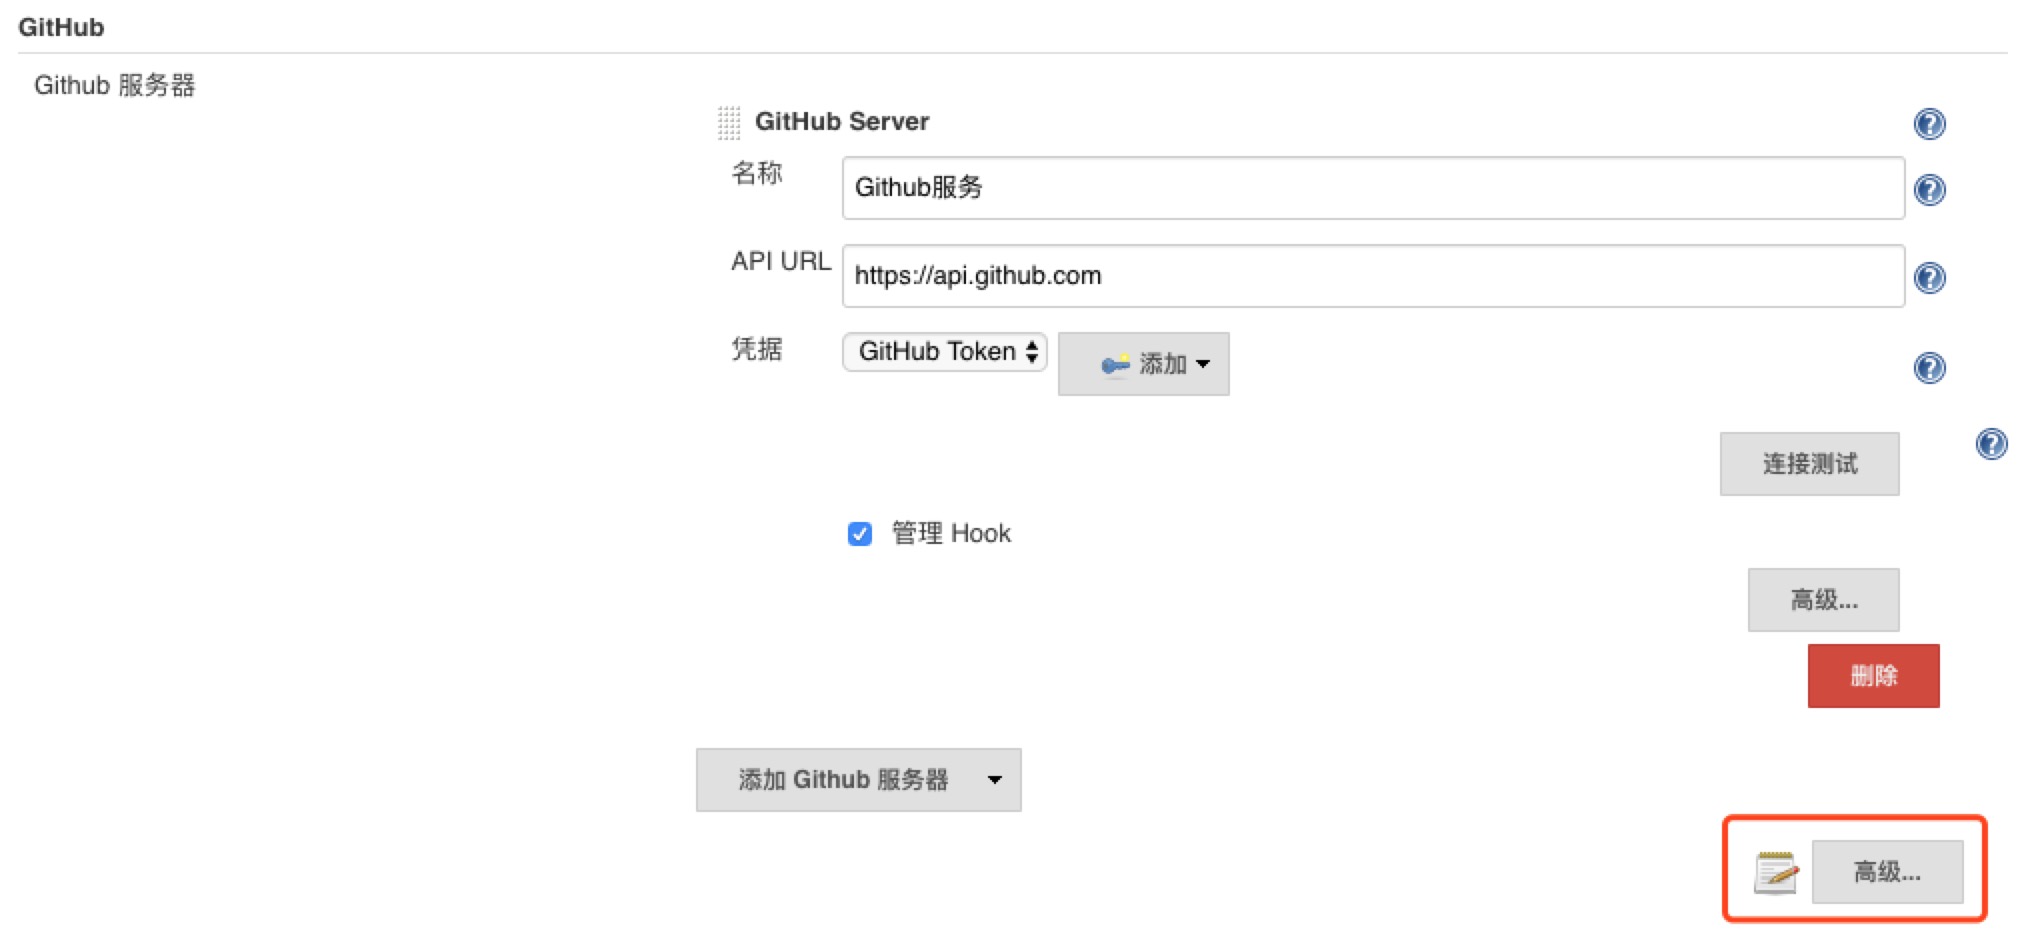 GitHub
Github 服务器
GitHub Server
名称
Github服务
API URL
https://api.github.com
凭据
GitHub Token
添加
连接测试
管理 Hook
高级...
删除
添加 Github 服务器
高级...